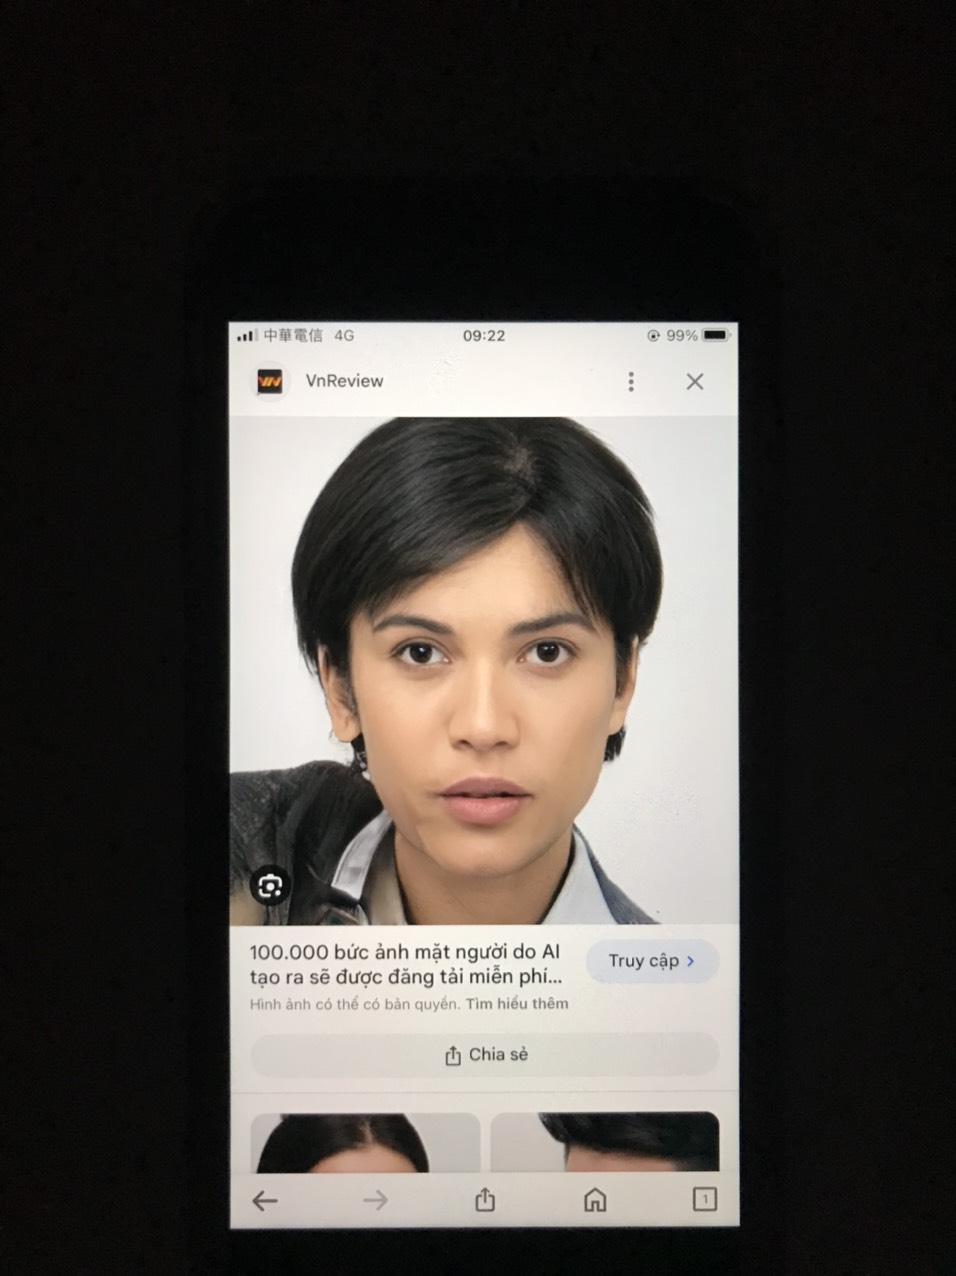 中華電信 4G 09:22 99%
VN VnReview
100.000 bức ảnh mặt người do AI
tạo ra sẽ được đăng tải miễn phí...
Truy cập >
Hình ảnh có thể có bản quyền. Tìm hiểu thêm
Chia sẻ
1